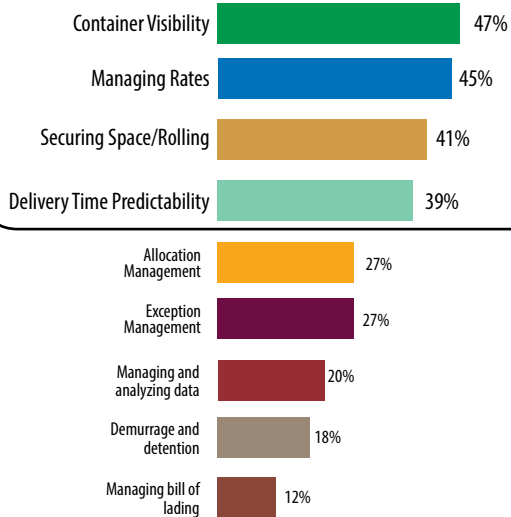 Container Visibility 47%
Managing Rates 45%
Securing Space/Rolling 41%
Delivery Time Predictability 39%
Allocation
Management 27%
Exception
Management 27%
Managing and
analyzing data 20%
Demurrage and
detention 18%
Managing bill of
lading 12%